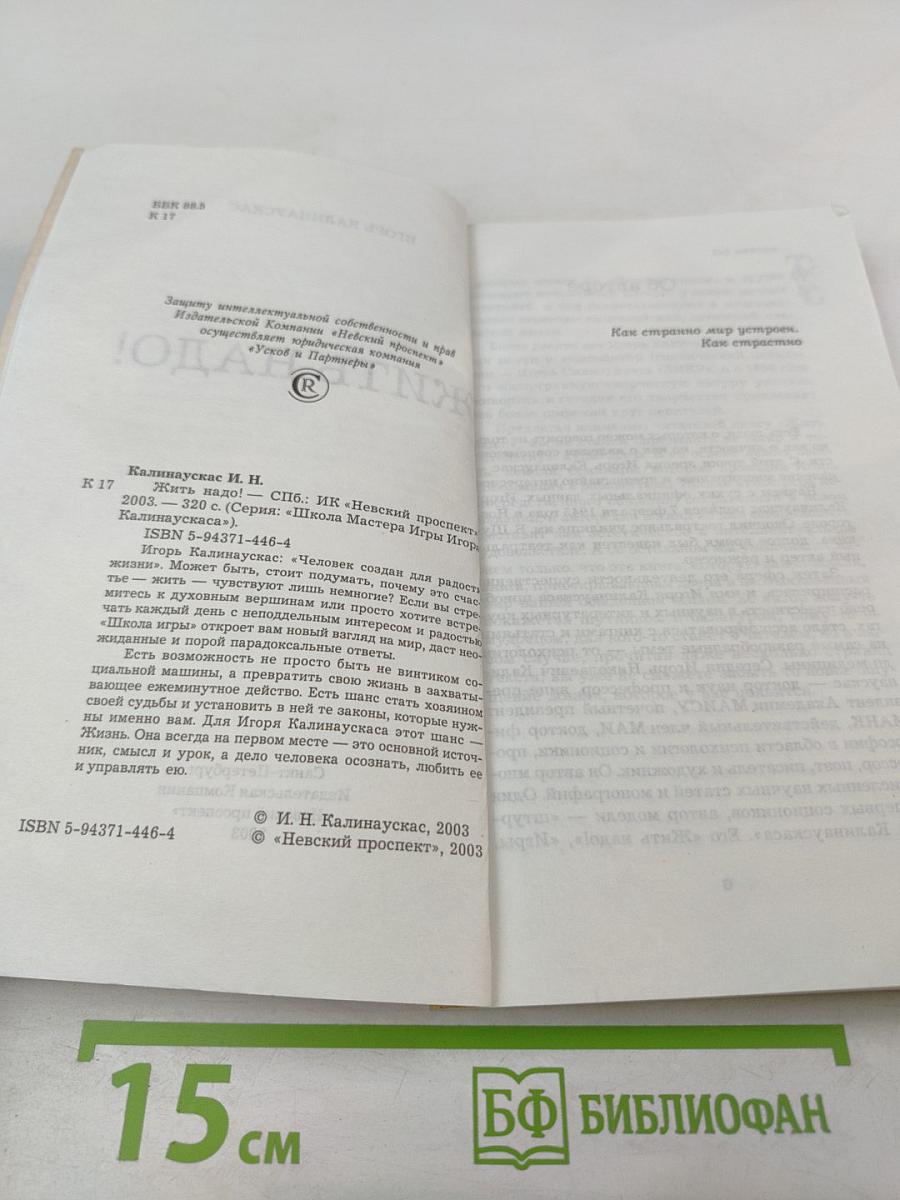 ББК 88.5
К 17
Защиту интеллектуальной собственности и прав
Издательской Компании «Невский проспект»
осуществляет юридическая компания
«Усков и Партнеры»
CR
Калинаускас И. Н.
К 17 Жить надо! — СПб.: ИК «Невский проспект»
2003. — 320 с. (Серия: «Школа Мастера Игры Игоря
Калинаускаса»).
ISBN 5-94371-446-4
Игорь Калинаускас: «Человек создан для радости
жизни». Может быть, стоит подумать, почему это счас-
тье — жить — чувствуют лишь немногие? Если вы стре-
митесь к духовным вершинам или просто хотите встре-
чать каждый день с неподдельным интересом и радостью
«Школа игры» откроет вам новый взгляд на мир, даст нео-
жиданные и порой парадоксальные ответы.
Есть возможность не просто быть не винтиком со-
циальной машины, а превратить свою жизнь в захваты-
вающее ежеминутное действо. Есть шанс стать хозяином
своей судьбы и установить в ней те законы, которые нуж-
ны именно вам. Для Игоря Калинаускаса этот шанс —
Жизнь. Она всегда на первом месте — это основной источ-
ник, смысл и урок, а дело человека осознать, любить ее
и управлять ею.
ISBN 5-94371-446-4
© И. Н. Калинаускас, 2003
© «Невский проспект», 2003
Как странно мир устроен.
Как страстно
15 см
БФ БИБЛИОФАН